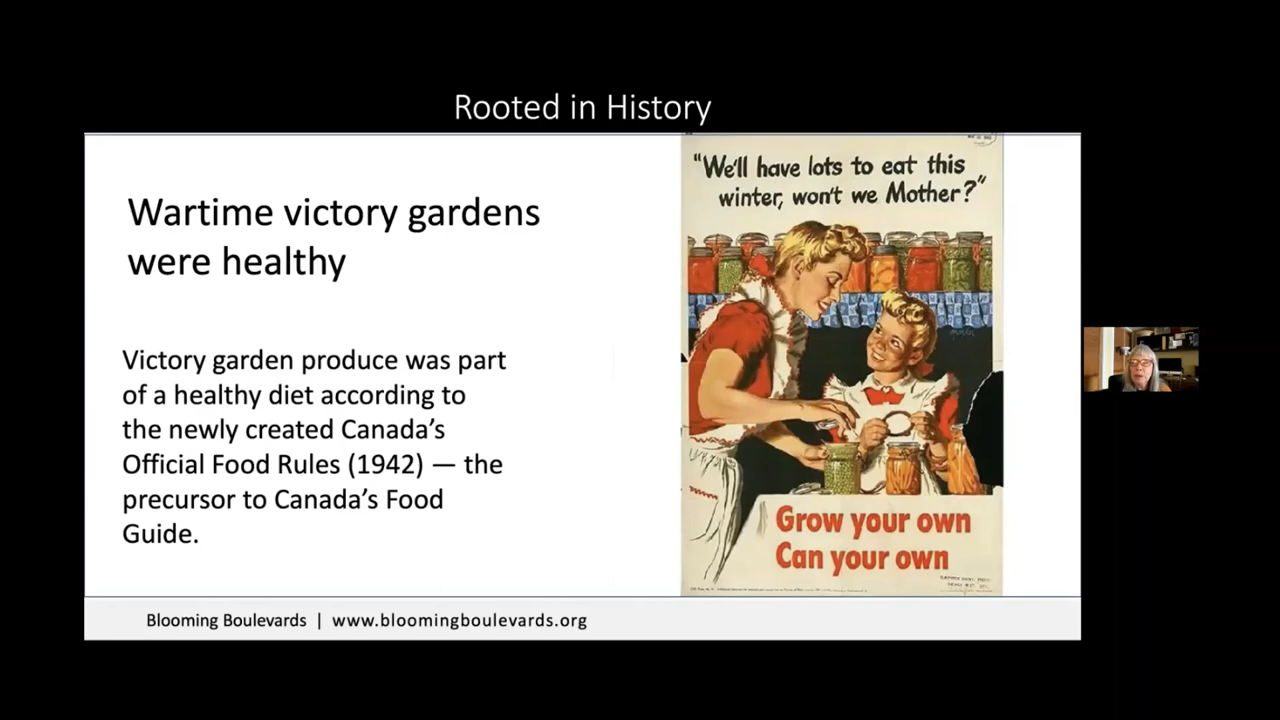 Rooted in History
Wartime victory gardens
were healthy
Victory garden produce was part
of a healthy diet according to
the newly created Canada's
Official Food Rules (1942) — the
precursor to Canada's Food
Guide.
"We'll have lots to eat this
winter, won't we Mother?"
Grow your own
Can your own
Blooming Boulevards | www.bloomingboulevards.org